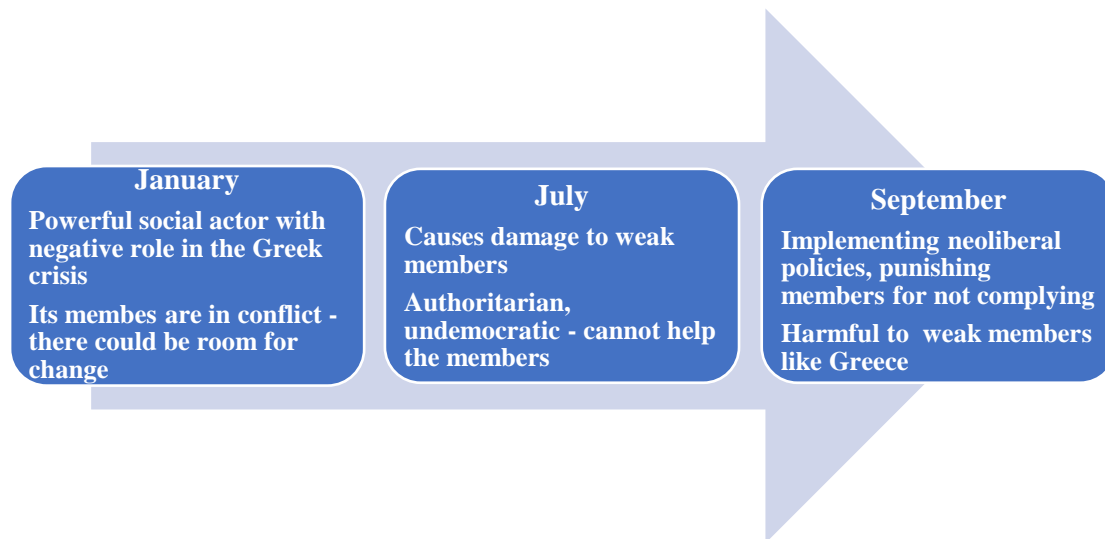 January
Powerful social actor with
negative role in the Greek
crisis
Its membes are in conflict -
there could be room for
change
July
Causes damage to weak
members
Authoritarian,
undemocratic - cannot help
the members
September
Implementing neoliberal
policies, punishing
members for not complying
Harmful to weak members
like Greece